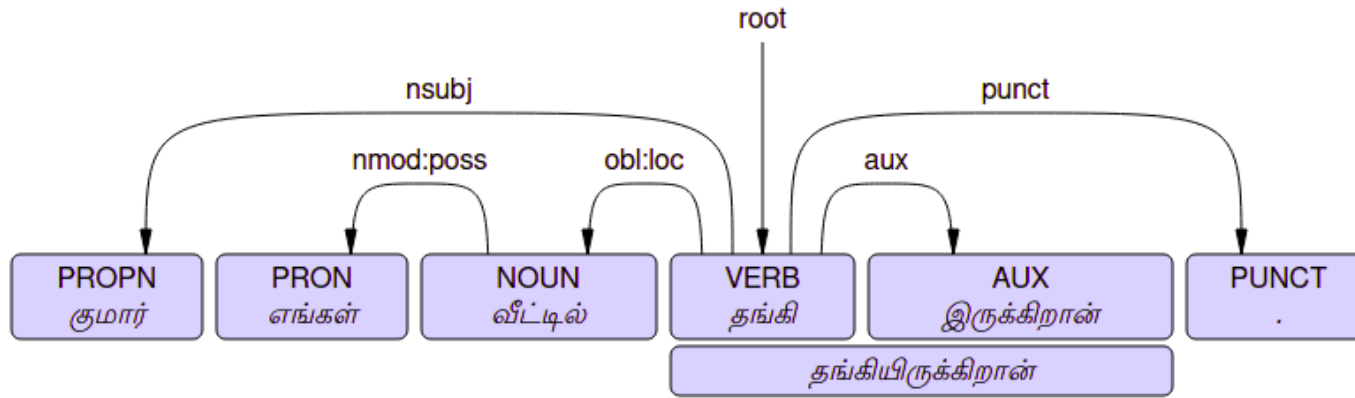 root
nsubj punct
nmod:poss obl:loc aux
PROPN PRON NOUN VERB AUX PUNCT
குமார் எங்கள் வீட்டில் தங்கி இருக்கிறான் .
தங்கியிருக்கிறான்